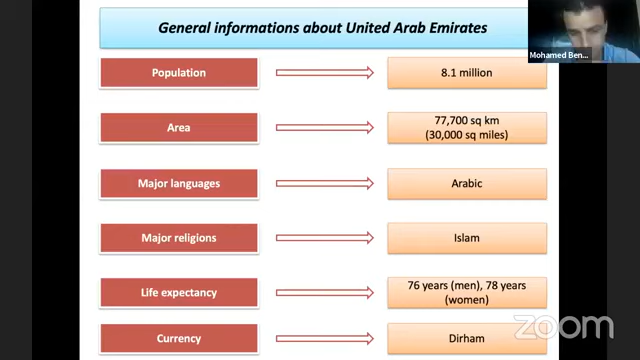 General informations about United Arab Emirates
Mohamed Ben...
Population
8.1 million
Area
77,700 sq km
(30,000 sq miles)
Major languages
Arabic
Major religions
Islam
Life expectancy
76 years (men), 78 years
(women)
Currency
Dirham
zoom